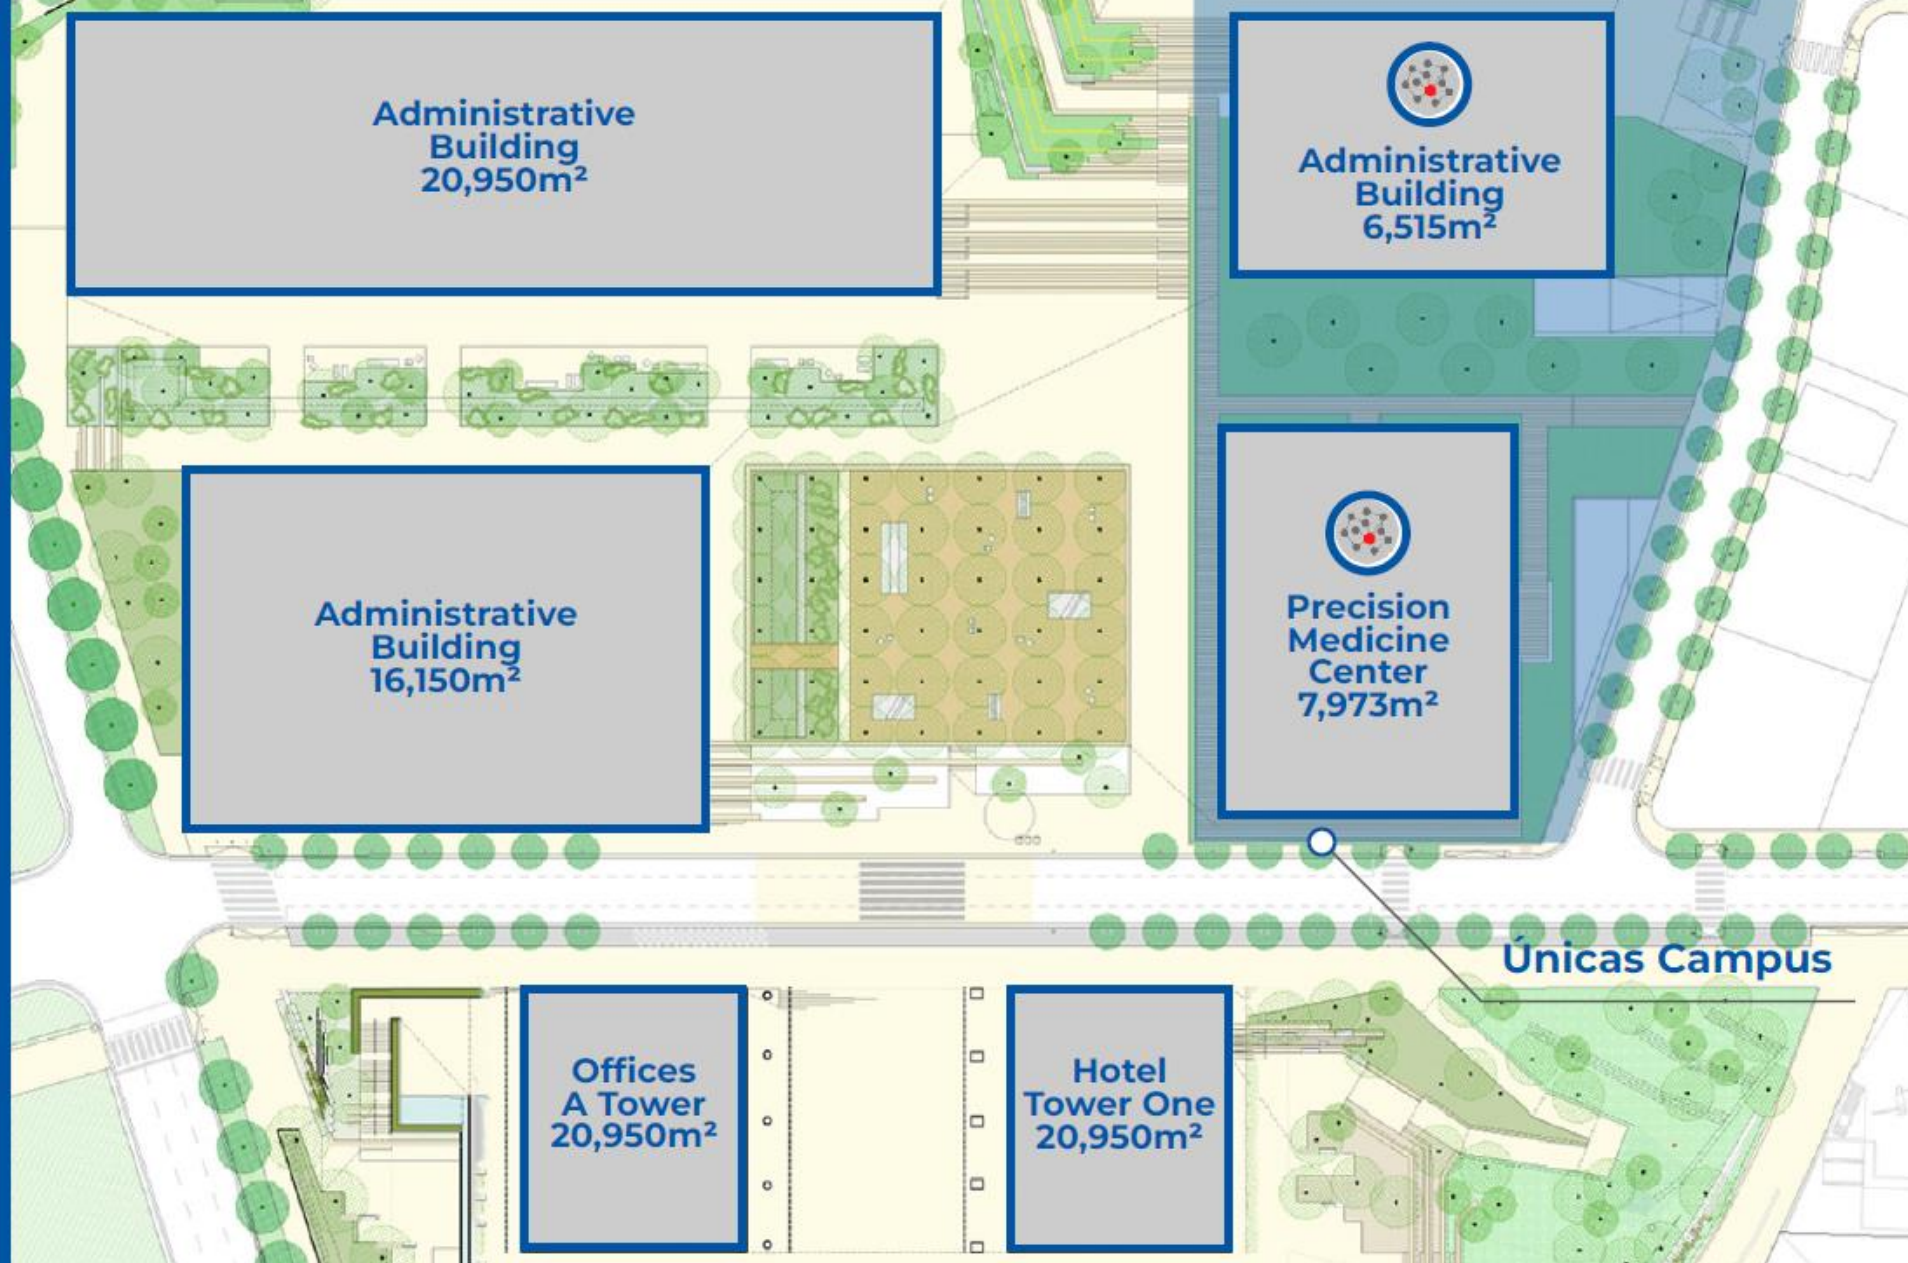 Administrative
Building
20,950m²
Administrative
Building
6,515m²
Administrative
Building
16,150m²
Precision
Medicine
Center
7,973m²
Únicas Campus
Offices
A Tower
20,950m²
Hotel
Tower One
20,950m²